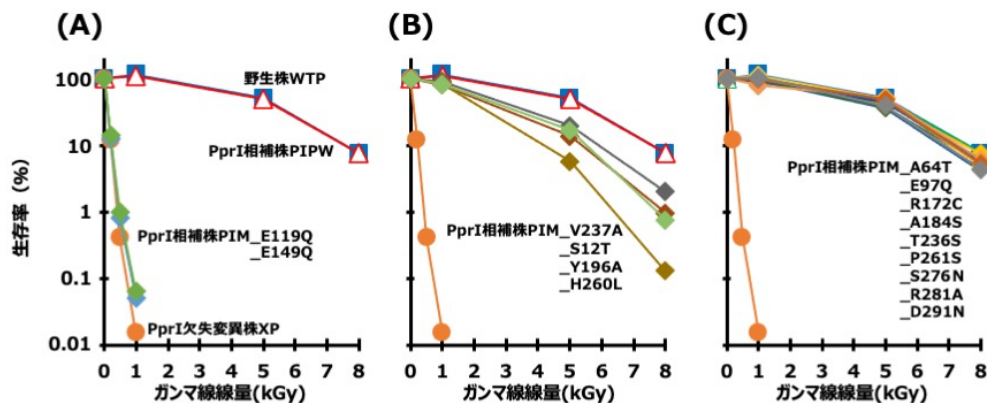 (A)
生存率 (%)
100
10
1
0.1
0.01
野生株WTP
PprI相補株PIPW
PprI相補株PIM_E119Q
_E149Q
PprI欠失変異株XP
0 1 2 3 4 5 6 7 8
ガンマ線線量(kGy)
(B)
PprI相補株PIM_V237A
_S12T
_Y196A
_H260L
0 1 2 3 4 5 6 7 8
ガンマ線線量(kGy)
(C)
PprI相補株PIM_A64T
_E97Q
_R172C
_A184S
_T236S
_P261S
_S276N
_R281A
_D291N
0 1 2 3 4 5 6 7 8
ガンマ線線量(kGy)